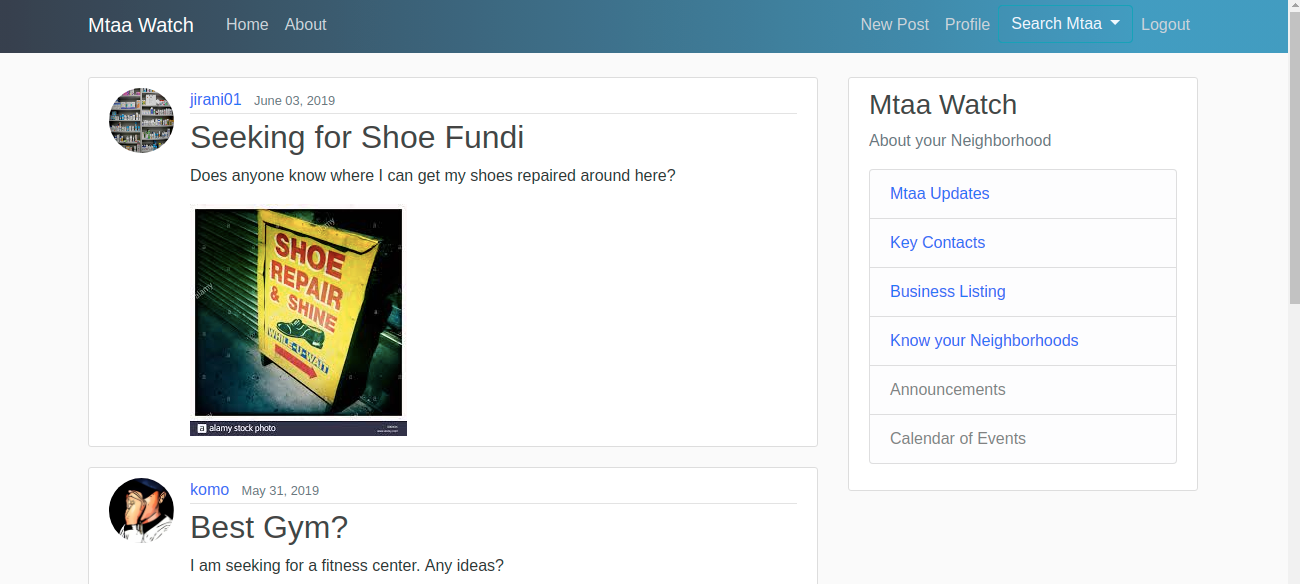 Mtaa Watch Home About New Post Profile Search Mtaa Logout
jirani01 June 03, 2019
Seeking for Shoe Fundi
Does anyone know where I can get my shoes repaired around here?
SHOE
REPAIR
& SHINE
WHILE-U-WAIT
alamy
alamy
a alamy stock photo
komo May 31, 2019
Best Gym?
I am seeking for a fitness center. Any ideas?
Mtaa Watch
About your Neighborhood
Mtaa Updates
Key Contacts
Business Listing
Know your Neighborhoods
Announcements
Calendar of Events